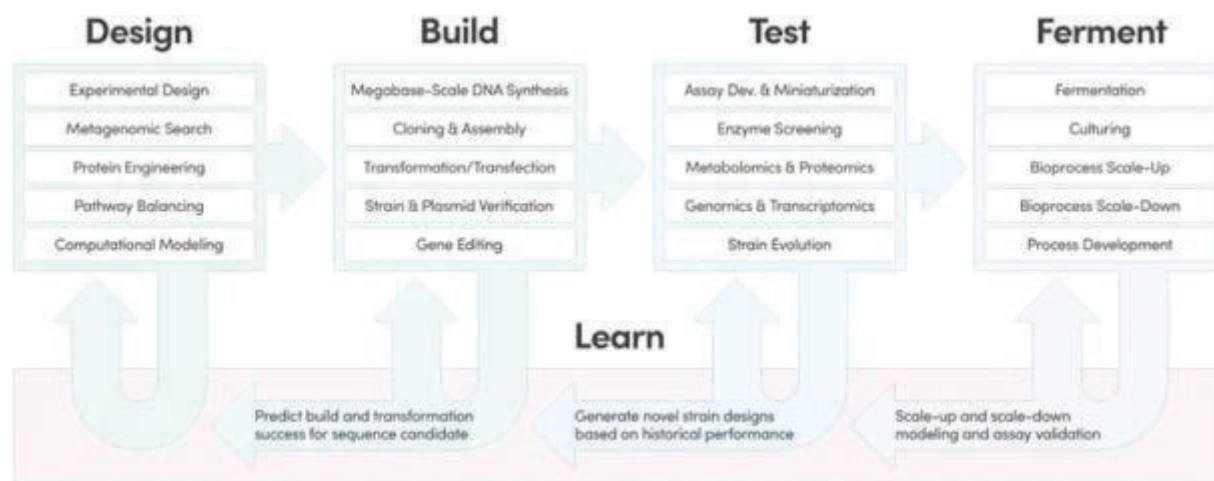 Design
Experimental Design
Metagenomic Search
Protein Engineering
Pathway Balancing
Computational Modeling
Build
Megabase-Scale DNA Synthesis
Cloning & Assembly
Transformation/Transfection
Strain & Plasmid Verification
Gene Editing
Test
Assay Dev. & Miniaturization
Enzyme Screening
Metabolomics & Proteomics
Genomics & Transcriptomics
Strain Evolution
Ferment
Fermentation
Culturing
Bioprocess Scale-Up
Bioprocess Scale-Down
Process Development
Learn
Predict build and transformation
success for sequence candidate
Generate novel strain designs
based on historical performance
Scale-up and scale-down
modeling and assay validation